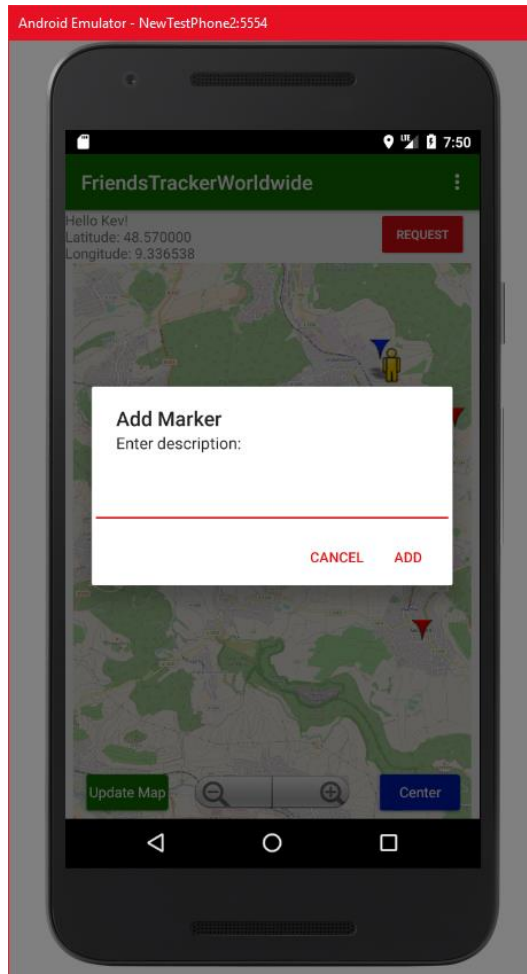 Android Emulator - NewTestPhone2:5554
LTE 7:50
FriendsTrackerWorldwide
Hello Kev!
Latitude: 48.570000
Longitude: 9.336538
REQUEST
Add Marker
Enter description:
CANCEL ADD
Update Map
Center